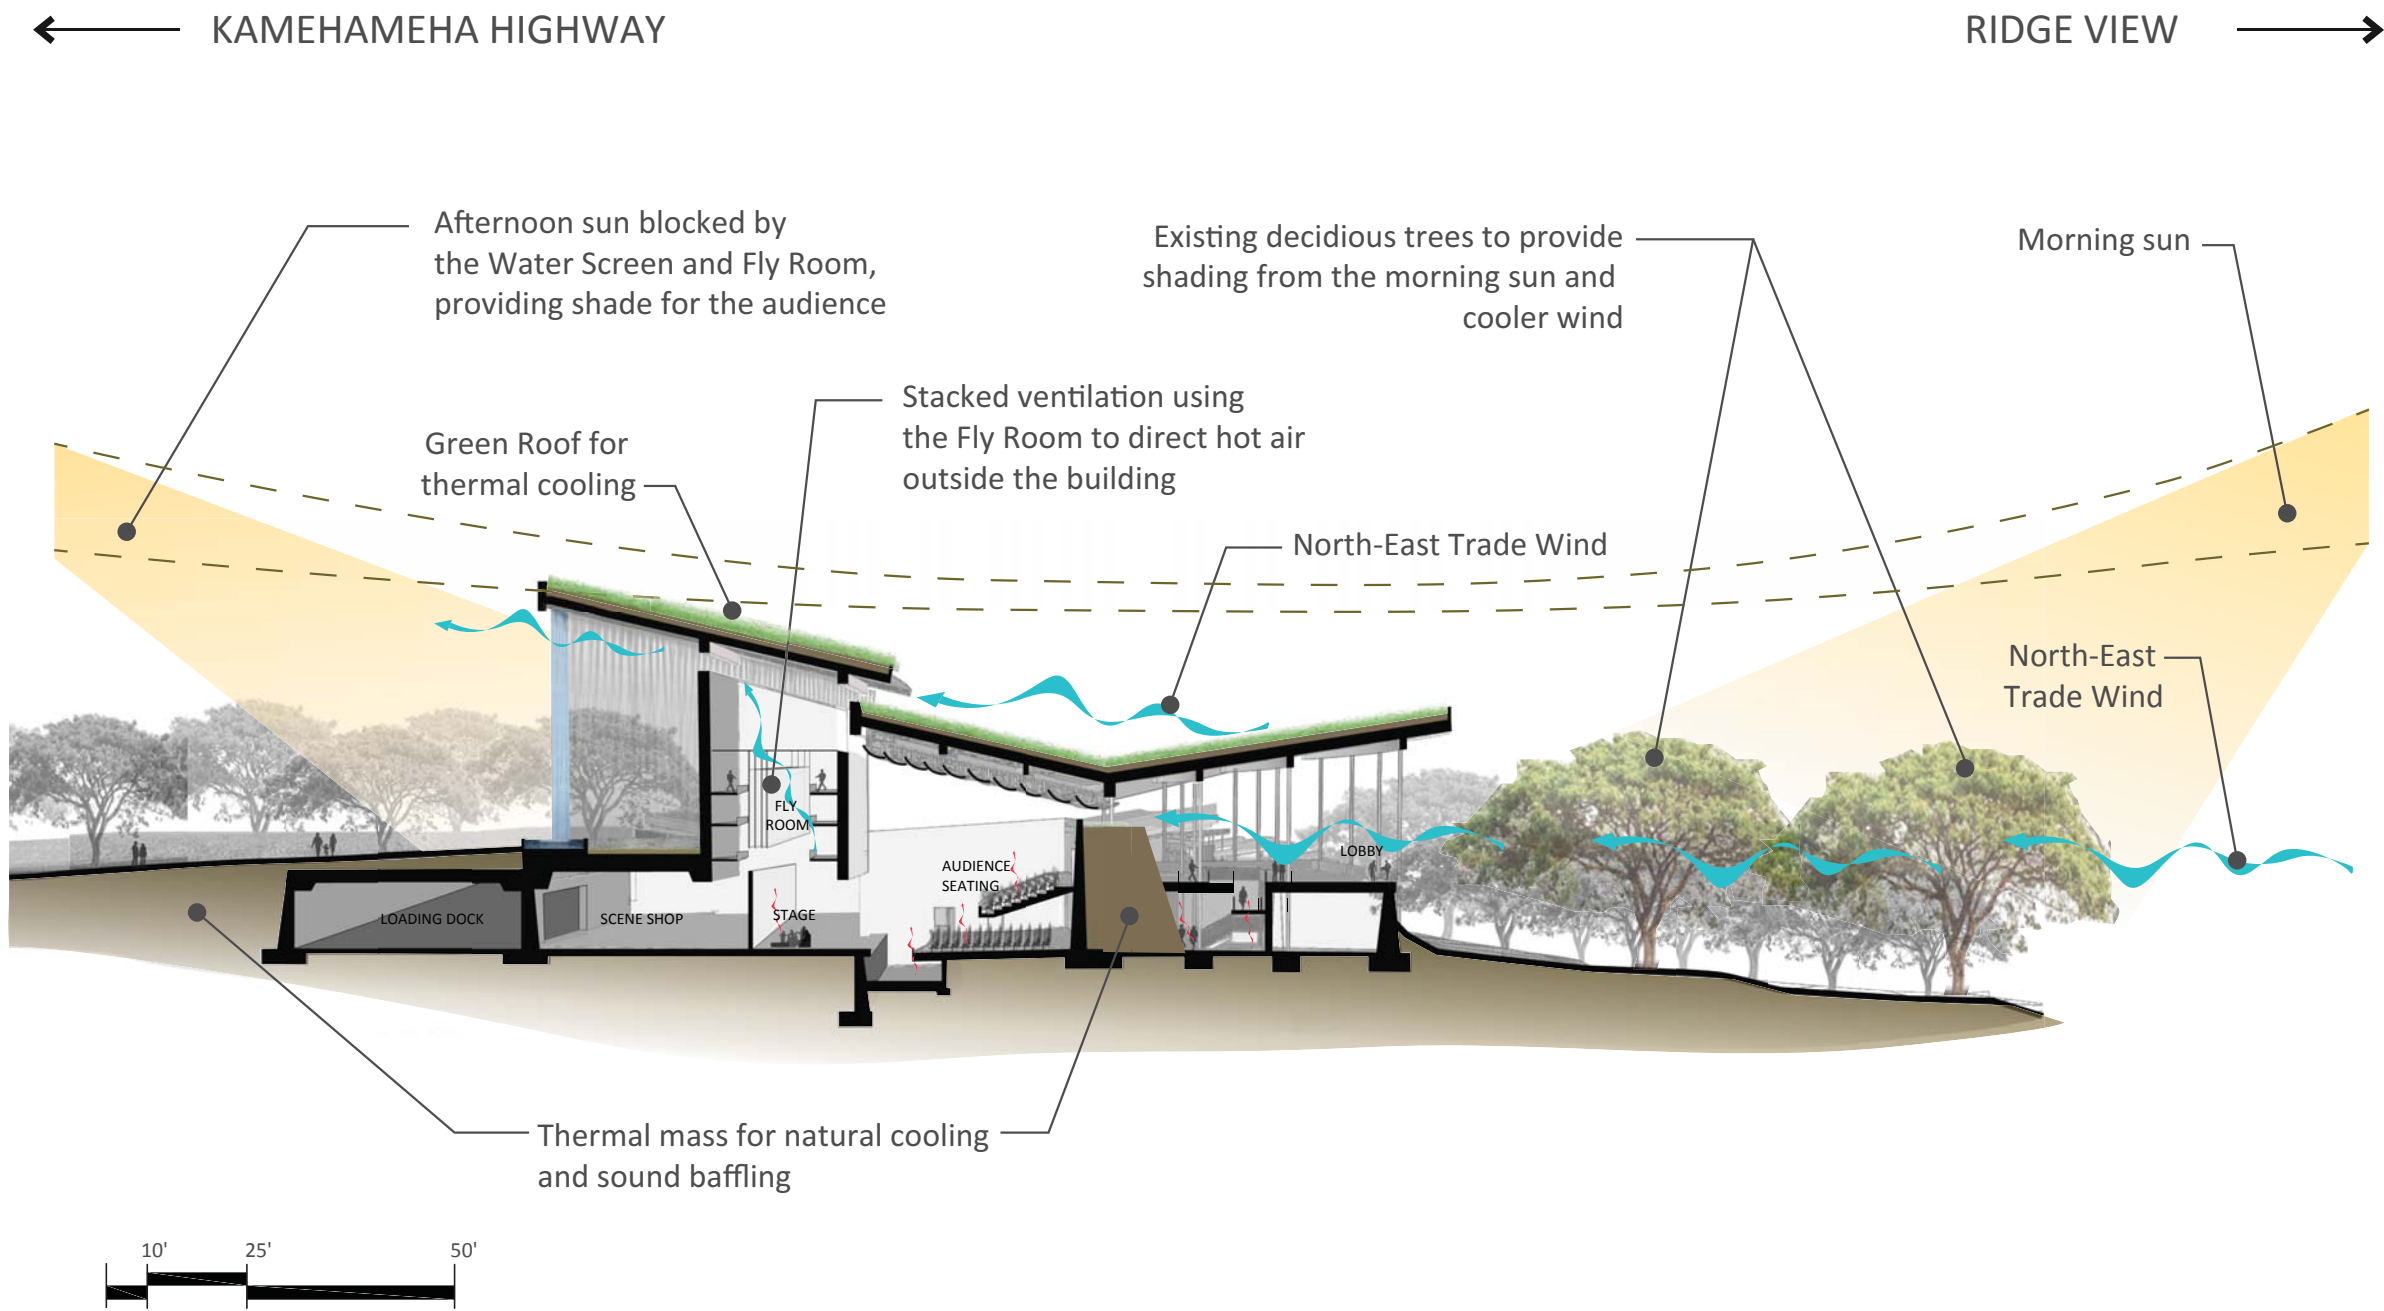 KAMEHAMEHA HIGHWAY
RIDGE VIEW
Afternoon sun blocked by
the Water Screen and Fly Room,
providing shade for the audience
Existing decidious trees to provide
shading from the morning sun and
cooler wind
Morning sun
Stacked ventilation using
the Fly Room to direct hot air
outside the building
Green Roof for
thermal cooling
North-East Trade Wind
North-East
Trade Wind
FLY
ROOM
AUDIENCE
SEATING
LOBBY
LOADING DOCK
SCENE SHOP
STAGE
Thermal mass for natural cooling
and sound baffling
10'
25'
50'